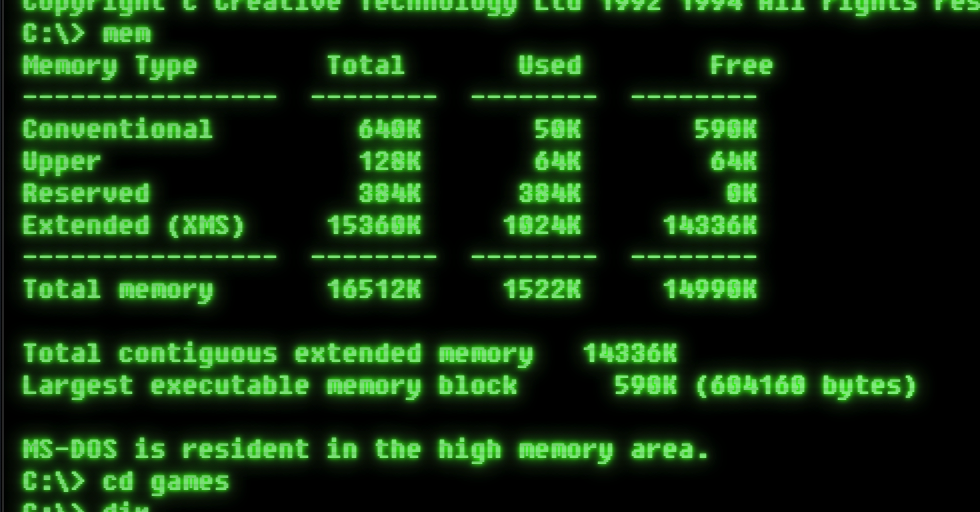 Copyright c Creative Technology Ltd 1992 1994 All rights res
C:\> mem
Memory Type Total Used Free
---------------- -------- -------- --------
Conventional 640K 50K 590K
Upper 128K 64K 64K
Reserved 384K 384K 0K
Extended (XMS) 15360K 1024K 14336K
---------------- -------- -------- --------
Total memory 16512K 1522K 14990K
Total contiguous extended memory 14336K
Largest executable memory block 590K (604160 bytes)
MS-DOS is resident in the high memory area.
C:\> cd games
C:\> dir